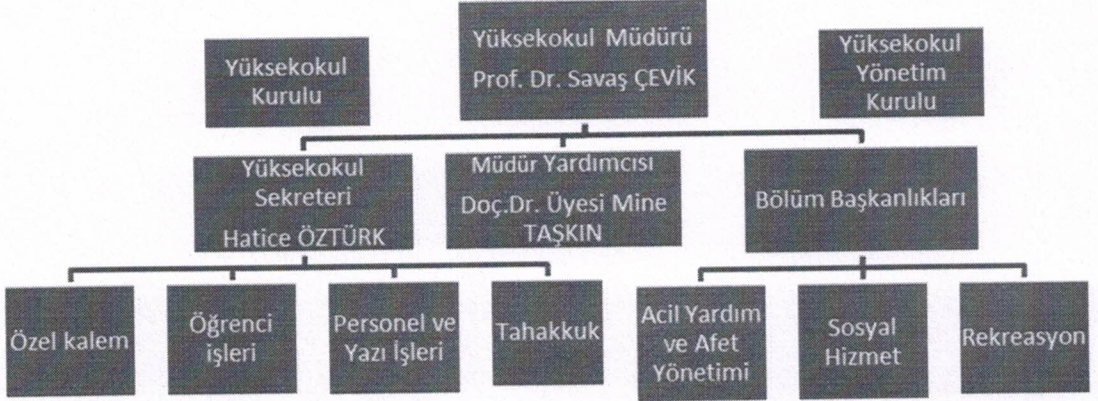 Yüksekokul
Kurulu
Yüksekokul Müdürü
Prof. Dr. Savaş ÇEVİK
Yüksekokul
Yönetim
Kurulu
Yüksekokul
Sekreteri
Hatice ÖZTÜRK
Müdür Yardımcısı
Doç.Dr. Üyesi Mine
TAŞKIN
Bölüm Başkanlıkları
Özel kalem
Öğrenci
işleri
Personel ve
Yazı İşleri
Tahakkuk
Acil Yardım
ve Afet
Yönetimi
Sosyal
Hizmet
Rekreasyon